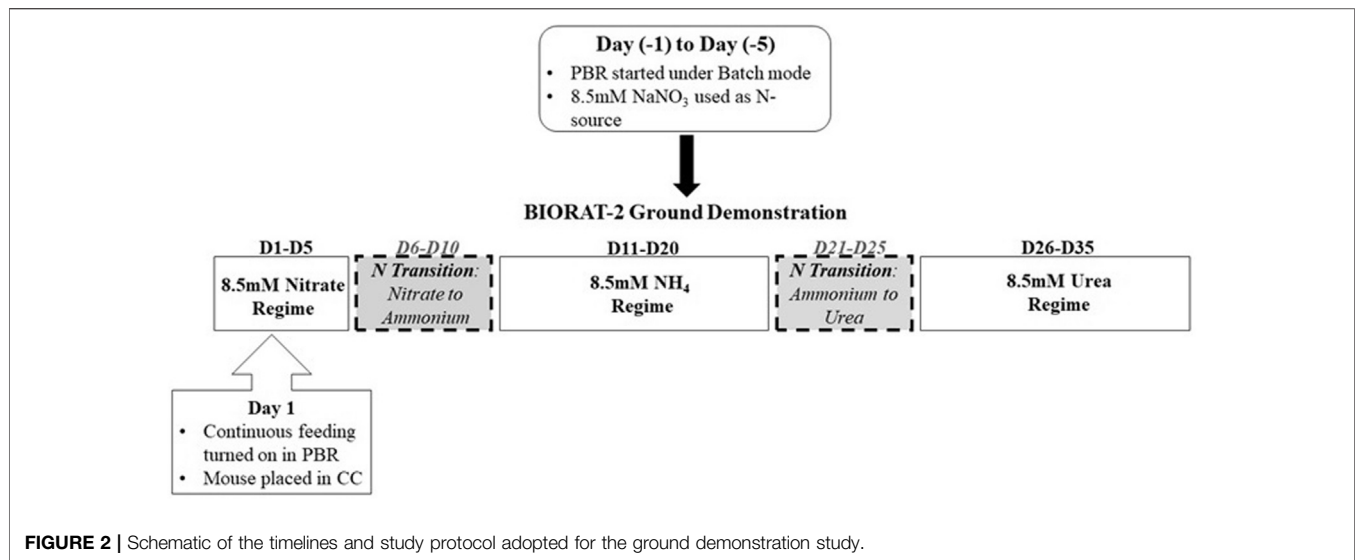 Day (-1) to Day (-5)
• PBR started under Batch mode
• 8.5mM NaNO₃ used as N-
source
BIORAT-2 Ground Demonstration
D1-D5
8.5mM Nitrate
Regime
D6-D10
N Transition:
Nitrate to
Ammonium
D11-D20
8.5mM NH₄
Regime
D21-D25
N Transition:
Ammonium to
Urea
D26-D35
8.5mM Urea
Regime
Day 1
• Continuous feeding
turned on in PBR
• Mouse placed in CC
FIGURE 2 | Schematic of the timelines and study protocol adopted for the ground demonstration study.